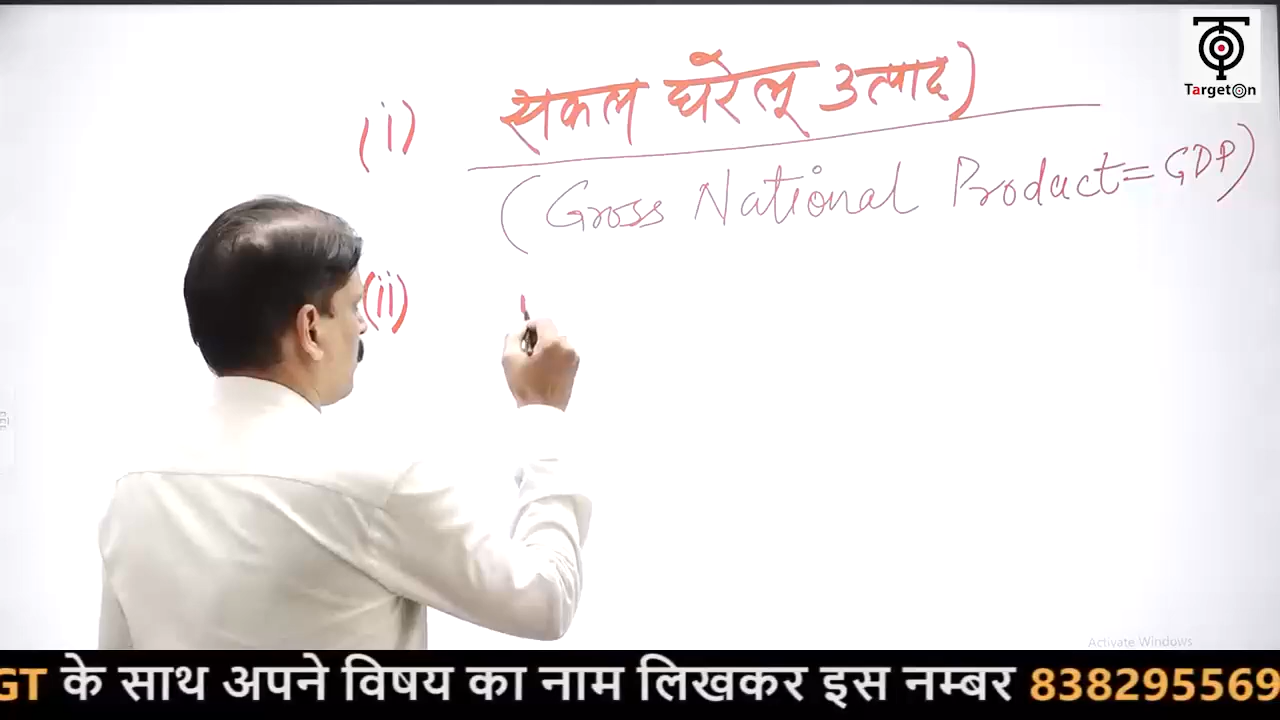 TargetOn
(i) सकल घरेलू उत्पाद)
(Gross National Product = GDP)
(ii)
Activate Windows
GT के साथ अपने विषय का नाम लिखकर इस नम्बर 838295569